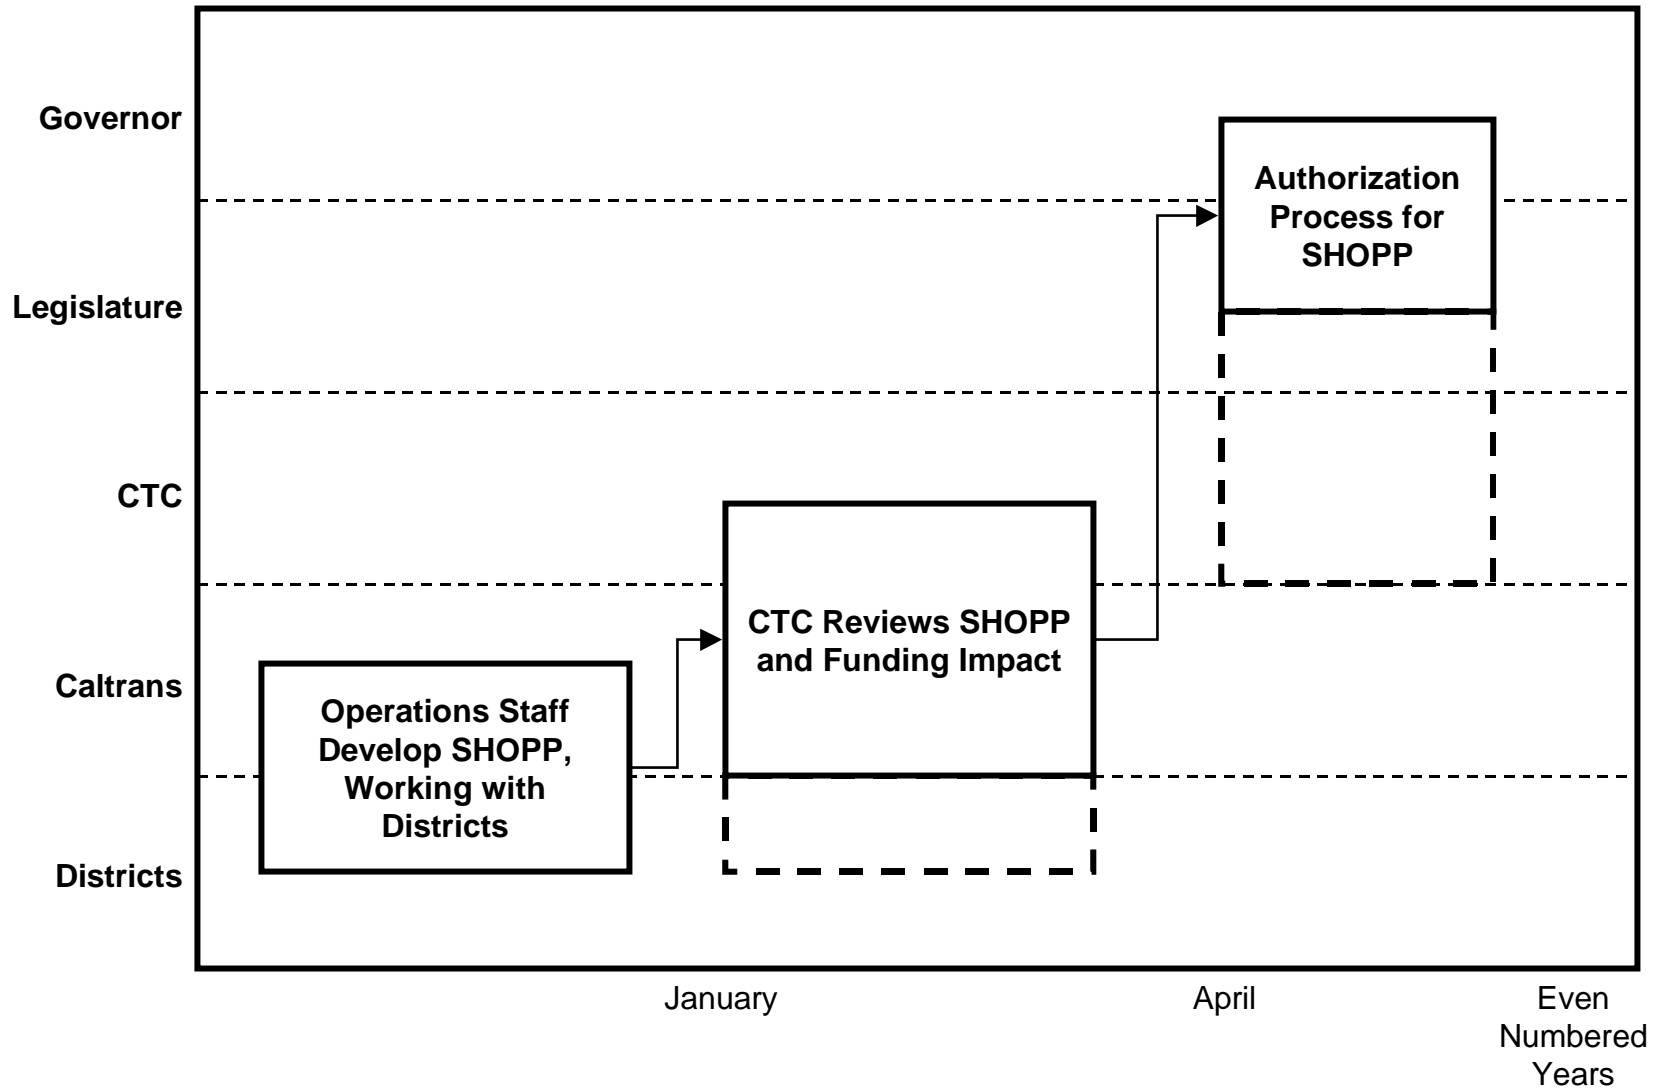 Governor
Authorization
Process for
SHOPP
Legislature
CTC
CTC Reviews SHOPP
and Funding Impact
Caltrans
Operations Staff
Develop SHOPP,
Working with
Districts
Districts
January
April
Even
Numbered
Years